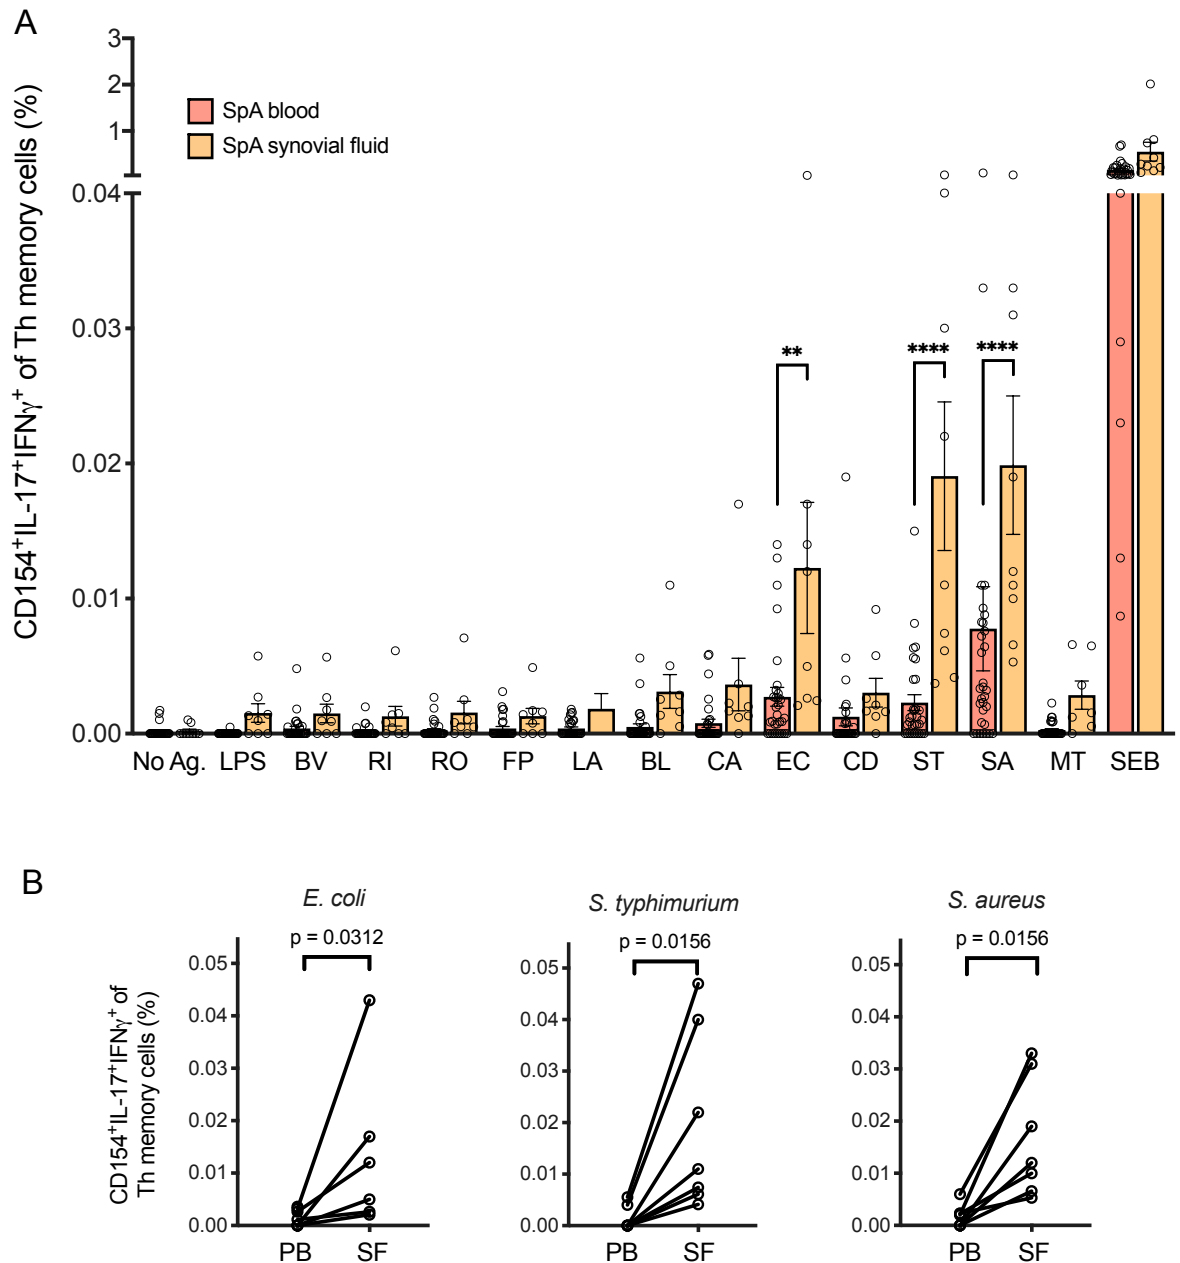 A
CD154+IL-17+IFNγ+ of Th memory cells (%)
3
2
1
0.04
0.03
0.02
0.01
0.00
SpA blood
SpA synovial fluid
** **** ****
No Ag. LPS BV RI RO FP LA BL CA EC CD ST SA MT SEB
B
CD154+IL-17+IFNγ+ of
Th memory cells (%)
E. coli
p = 0.0312
0.05
0.04
0.03
0.02
0.01
0.00
PB SF
S. typhimurium
p = 0.0156
0.05
0.04
0.03
0.02
0.01
0.00
PB SF
S. aureus
p = 0.0156
0.05
0.04
0.03
0.02
0.01
0.00
PB SF